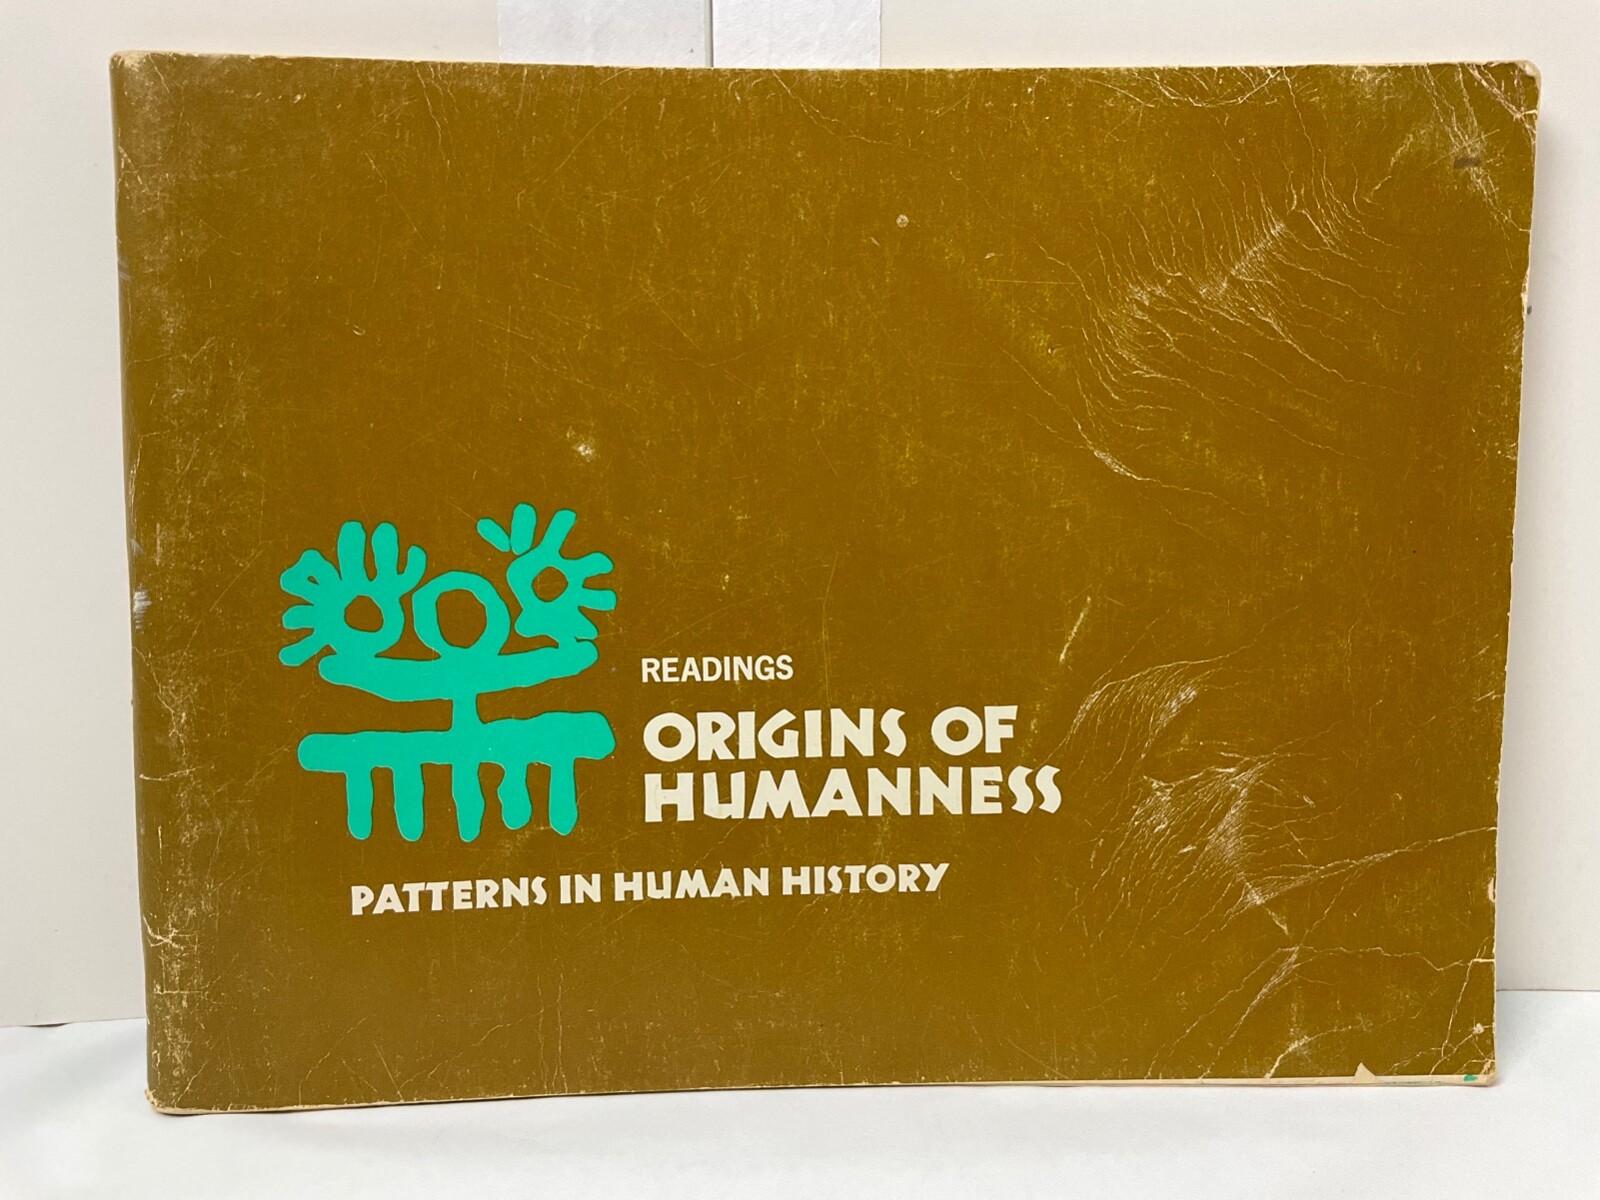 READINGS
ORIGINS OF
HUMANNESS
PATTERNS IN HUMAN HISTORY